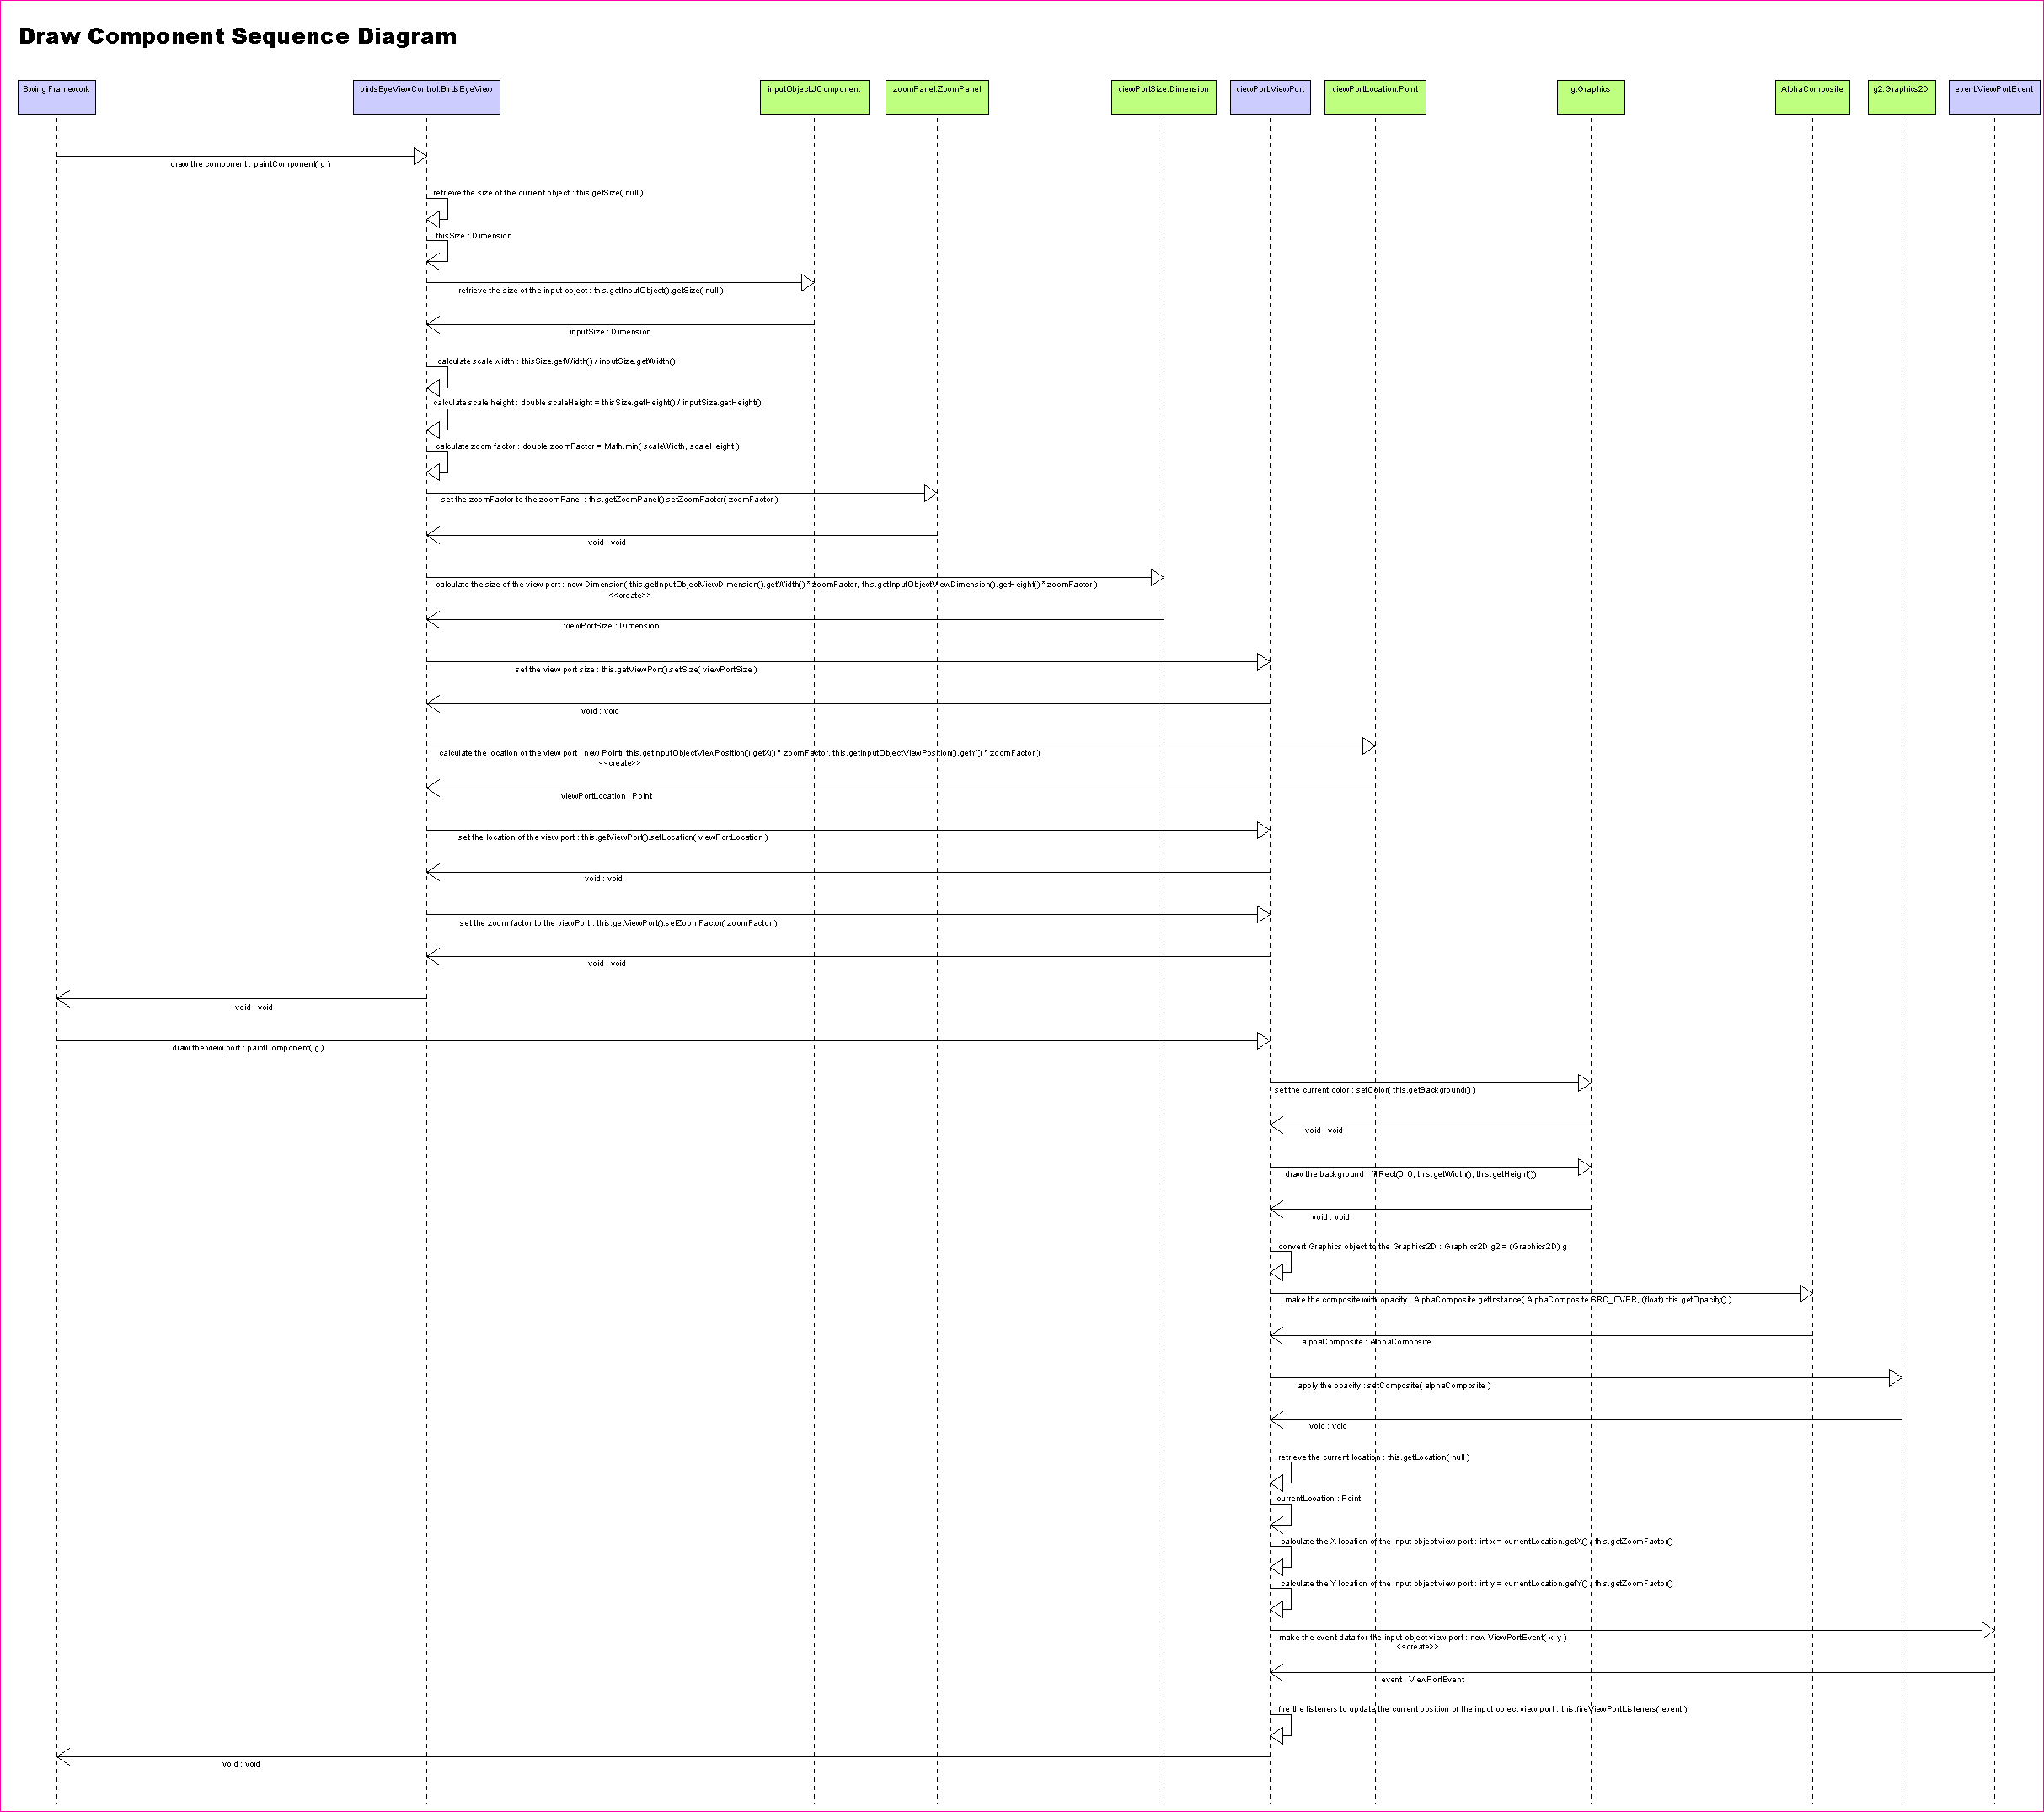 Draw Component Sequence Diagram
Swing Framework
birdsEyeViewControl:BirdsEyeView
inputObject:JComponent
zoomPanel:ZoomPanel
viewPortSize:Dimension
viewPort:ViewPort
viewPortLocation:Point
g:Graphics
AlphaComposite
g2:Graphics2D
event:ViewPortEvent
draw the component : paintComponent( g )
retrieve the size of the current object : this.getSize( null )
thisSize : Dimension
retrieve the size of the input object : this.getInputObject().getSize( null )
inputSize : Dimension
calculate scale width : thisSize.getWidth() / inputSize.getWidth()
calculate scale height : double scaleHeight = thisSize.getHeight() / inputSize.getHeight();
calculate zoom factor : double zoomFactor = Math.min( scaleWidth, scaleHeight )
set the zoomFactor to the zoomPanel : this.getZoomPanel().setZoomFactor( zoomFactor )
void : void
calculate the size of the view port : new Dimension( this.getInputObjectViewDimension().getWidth() * zoomFactor, this.getInputObjectViewDimension().getHeight() * zoomFactor )
<<create>>
viewPortSize : Dimension
set the view port size : this.getViewPort().setSize( viewPortSize )
void : void
calculate the location of the view port : new Point( this.getInputObjectViewPosition().getX() * zoomFactor, this.getInputObjectViewPosition().getY() * zoomFactor )
<<create>>
viewPortLocation : Point
set the location of the view port : this.getViewPort().setLocation( viewPortLocation )
void : void
set the zoom factor to the viewPort : this.getViewPort().setZoomFactor( zoomFactor )
void : void
void : void
draw the view port : paintComponent( g )
set the current color : setColor( this.getBackground() )
void : void
draw the background : fillRect(0, 0, this.getWidth(), this.getHeight())
void : void
convert Graphics object to the Graphics2D : Graphics2D g2 = (Graphics2D) g
make the composite with opacity : AlphaComposite.getInstance( AlphaComposite.SRC_OVER, (float) this.getOpacity() )
alphaComposite : AlphaComposite
apply the opacity : setComposite( alphaComposite )
void : void
retrieve the current location : this.getLocation( null )
currentLocation : Point
calculate the X location of the input object view port : int x = currentLocation.getX() / this.getZoomFactor()
calculate the Y location of the input object view port : int y = currentLocation.getY() / this.getZoomFactor()
make the event data for the input object view port : new ViewPortEvent( x, y )
<<create>>
event : ViewPortEvent
fire the listeners to update the current position of the input object view port : this.fireViewPortListeners( event )
void : void